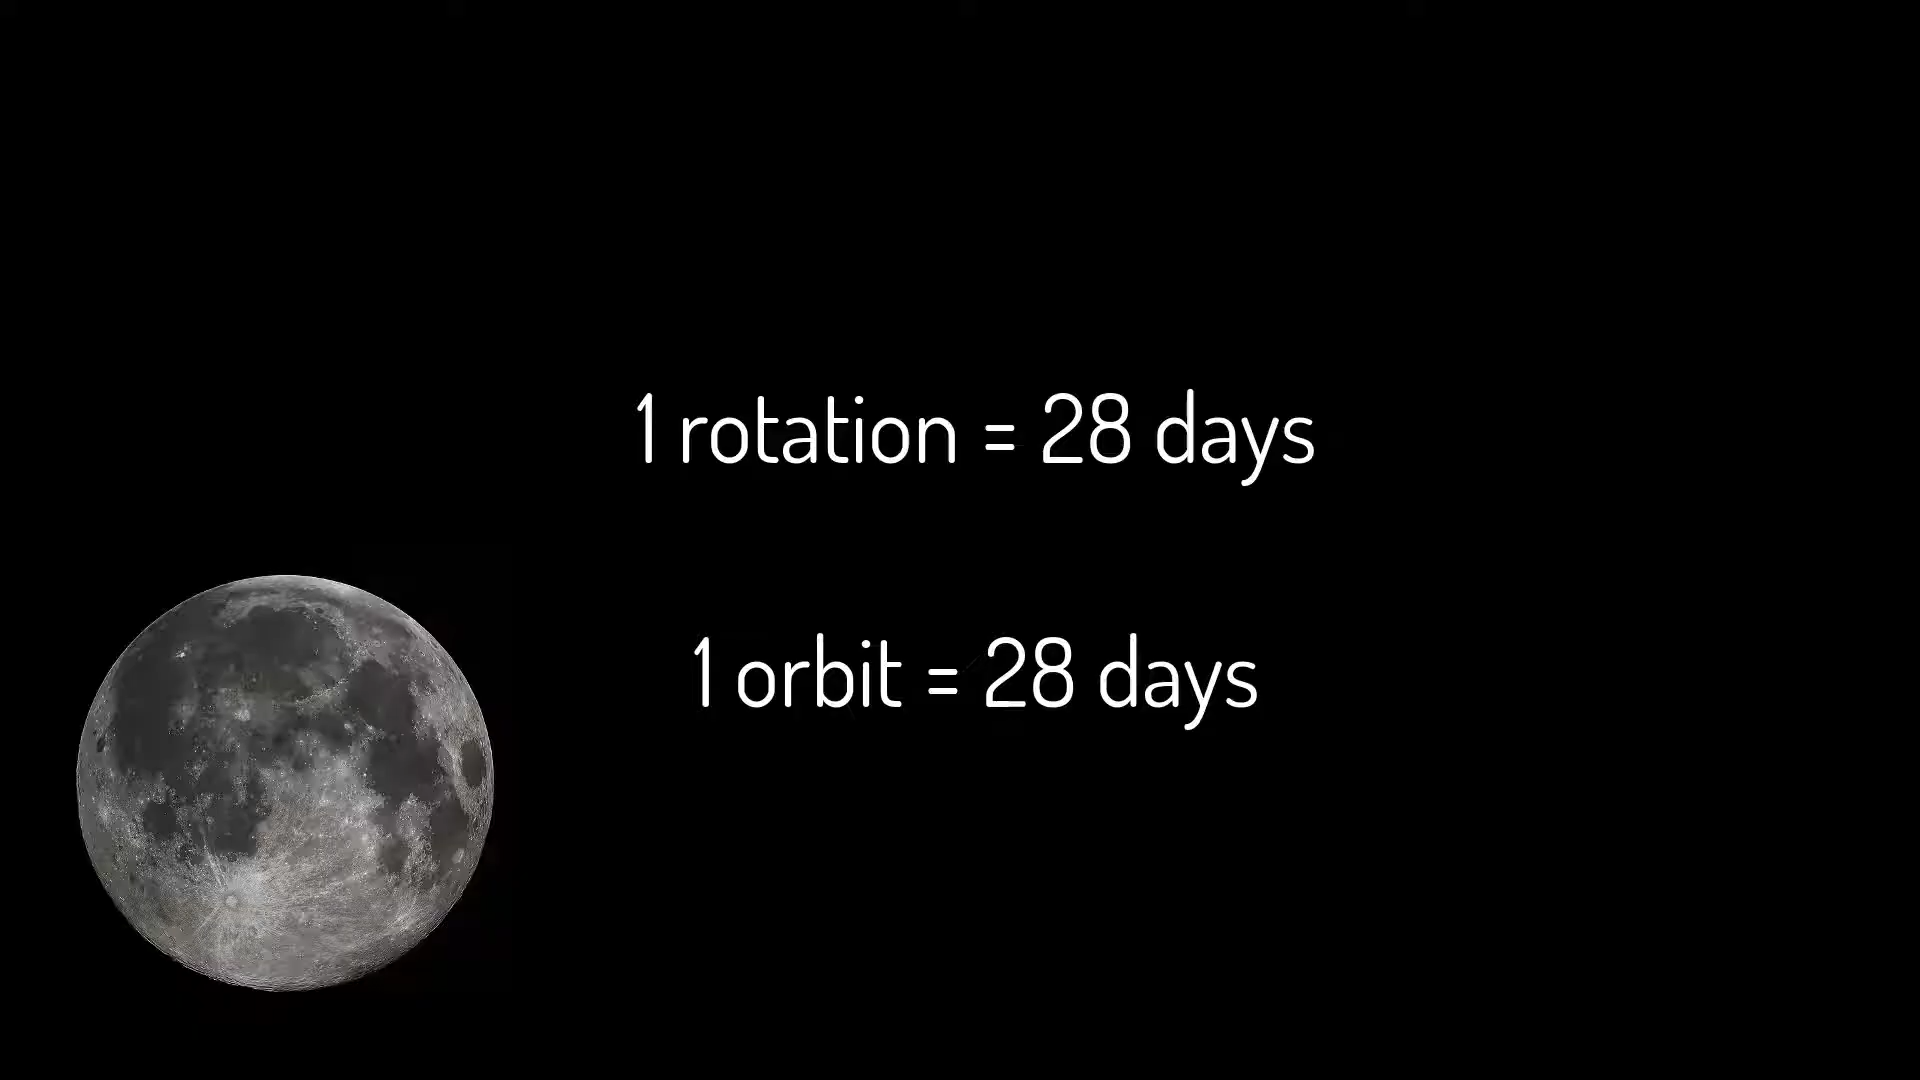 1 rotation = 28 days
1 orbit = 28 days